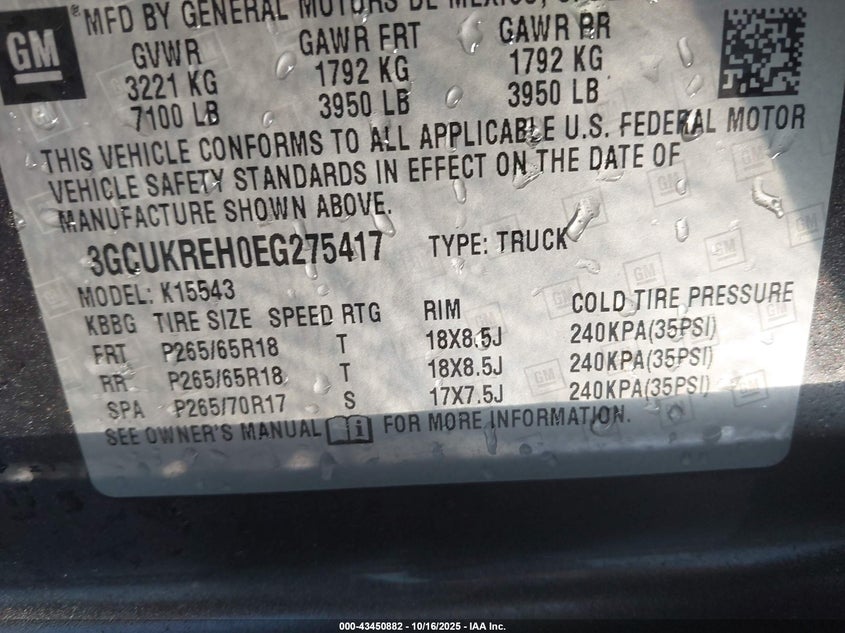 GM
® MFD BY GENERAL MOTORS DE MEXICO,
GVWR GAWR FRT GAWR RR
3221 KG 1792 KG 1792 KG
7100 LB 3950 LB 3950 LB
THIS VEHICLE CONFORMS TO ALL APPLICABLE U.S. FEDERAL MOTOR
VEHICLE SAFETY STANDARDS IN EFFECT ON THE DATE OF
MANUFACTURE SHOWN ABOVE.
3GCUKREH0EG275417 TYPE: TRUCK
MODEL: K15543
KBBG TIRE SIZE SPEED RTG RIM COLD TIRE PRESSURE
FRT P265/65R18 T 18X8.5J 240KPA(35PSI)
RR P265/65R18 T 18X8.5J 240KPA(35PSI)
SPA P265/70R17 S 17X7.5J 240KPA(35PSI)
SEE OWNER'S MANUAL FOR MORE INFORMATION.
000-43450882 - 10/16/2025 - IAA Inc.